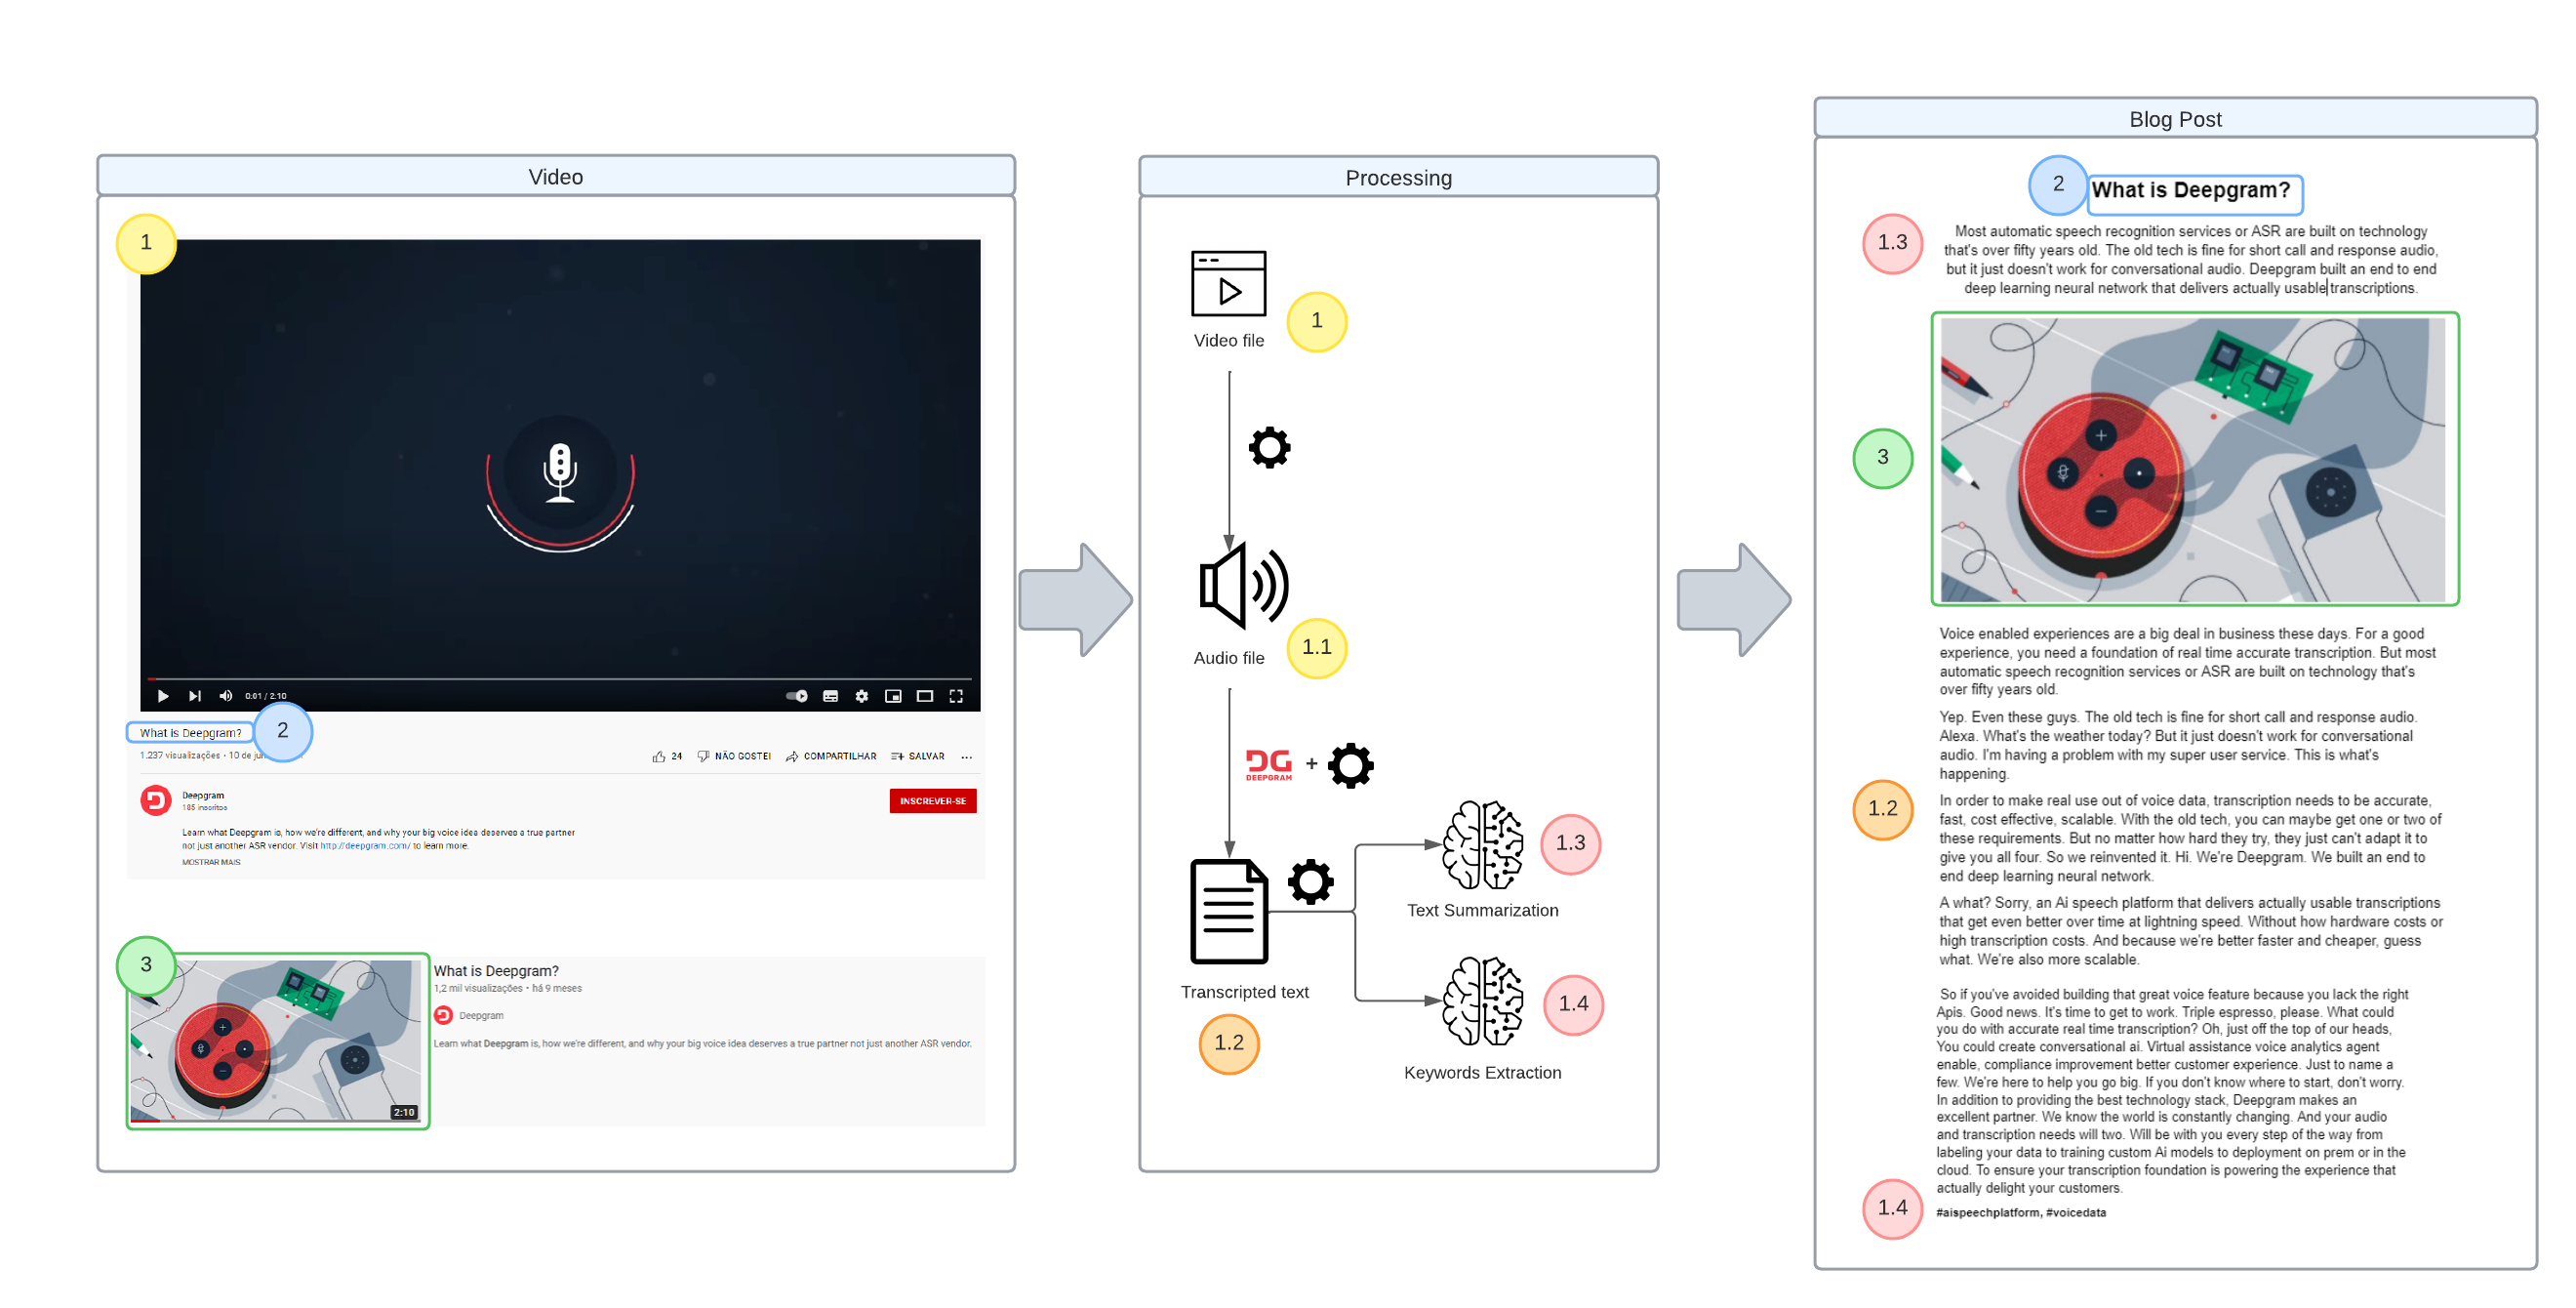 Video
1
0:01 / 2:10
What is Deepgram?
2
1.237 visualizações • 10 de
24
NÃO GOSTEI
COMPARTILHAR
SALVAR
Deepgram
185 inscritos
INSCREVER-SE
Learn what Deepgram is, how we're different, and why your big voice idea deserves a true partner
not just another ASR vendor. Visit http://deepgram.com/ to learn more.
MOSTRAR MAIS
3
2:10
What is Deepgram?
1,2 mil visualizações • há 9 meses
Deepgram
Learn what Deepgram is, how we're different, and why your big voice idea deserves a true partner not just another ASR vendor.
Processing
Video file
1
Audio file
1.1
DG
DEEPGRAM
+
Transcripted text
1.2
Text Summarization
1.3
Keywords Extraction
1.4
Blog Post
2
What is Deepgram?
1.3
Most automatic speech recognition services or ASR are built on technology
that's over fifty years old. The old tech is fine for short call and response audio,
but it just doesn't work for conversational audio. Deepgram built an end to end
deep learning neural network that delivers actually usable transcriptions.
3
Voice enabled experiences are a big deal in business these days. For a good
experience, you need a foundation of real time accurate transcription. But most
automatic speech recognition services or ASR are built on technology that's
over fifty years old.
Yep. Even these guys. The old tech is fine for short call and response audio.
Alexa. What's the weather today? But it just doesn't work for conversational
audio. I'm having a problem with my super user service. This is what's
happening.
1.2
In order to make real use out of voice data, transcription needs to be accurate,
fast, cost effective, scalable. With the old tech, you can maybe get one or two of
these requirements. But no matter how hard they try, they just can't adapt it to
give you all four. So we reinvented it. Hi. We're Deepgram. We built an end to
end deep learning neural network.
A what? Sorry, an Ai speech platform that delivers actually usable transcriptions
that get even better over time at lightning speed. Without how hardware costs or
high transcription costs. And because we're better faster and cheaper, guess
what. We're also more scalable.
So if you've avoided building that great voice feature because you lack the right
Apis. Good news. It's time to get to work. Triple espresso, please. What could
you do with accurate real time transcription? Oh, just off the top of our heads,
You could create conversational ai. Virtual assistance voice analytics agent
enable, compliance improvement better customer experience. Just to name a
few. We're here to help you go big. If you don't know where to start, don't worry.
In addition to providing the best technology stack, Deepgram makes an
excellent partner. We know the world is constantly changing. And your audio
and transcription needs will two. Will be with you every step of the way from
labeling your data to training custom Ai models to deployment on prem or in the
cloud. To ensure your transcription foundation is powering the experience that
actually delight your customers.
1.4
#aispeechplatform, #voicedata